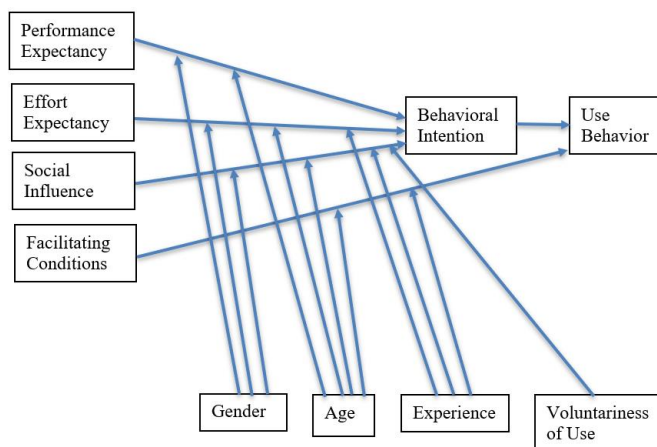 Performance
Expectancy
Effort
Expectancy
Behavioral
Intention
Use
Behavior
Social
Influence
Facilitating
Conditions
Gender
Age
Experience
Voluntariness
of Use